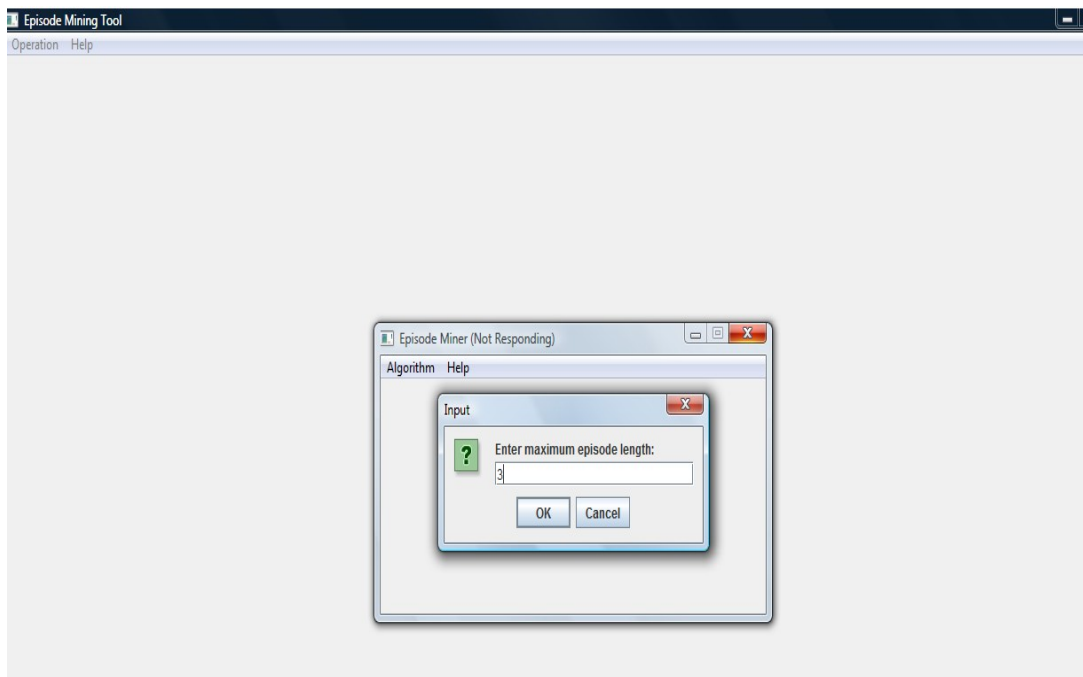 Episode Mining Tool
Operation Help
Episode Miner (Not Responding)
Algorithm Help
Input
Enter maximum episode length:
3
OK Cancel